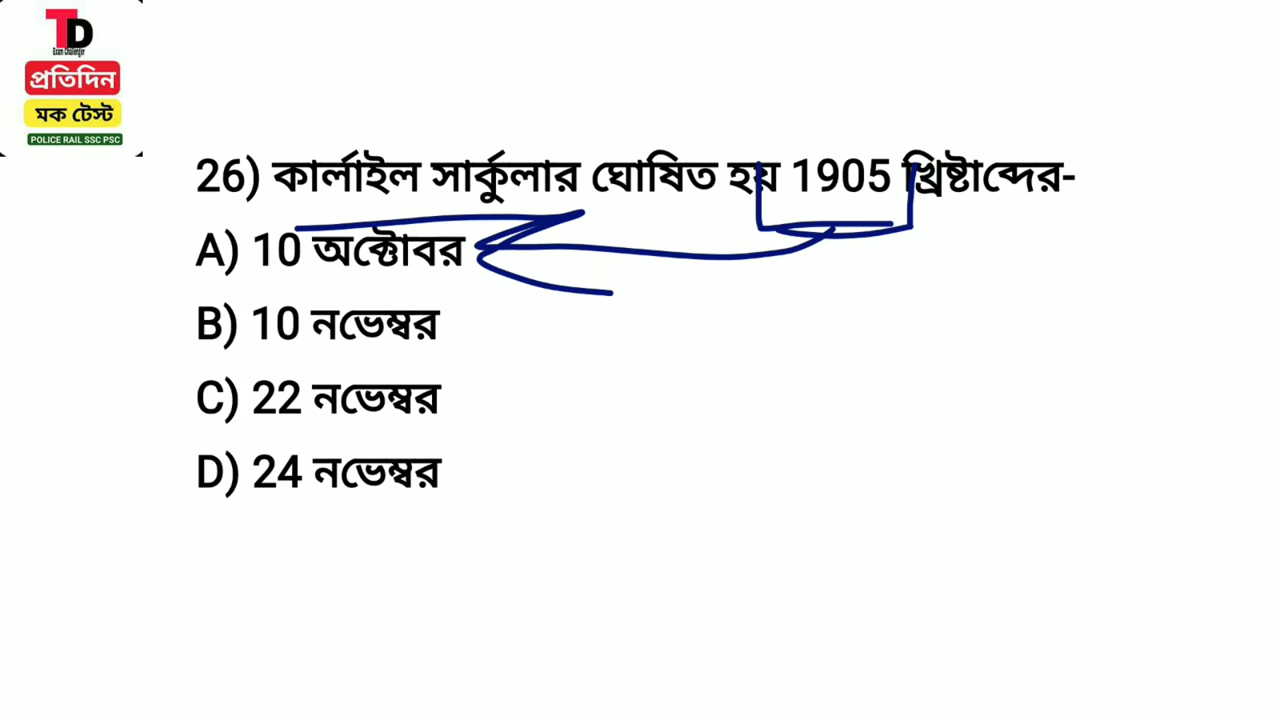 TD
Exam Challenger
প্রতিদিন
মক টেস্ট
POLICE RAIL SSC PSC
26) কার্লাইল সার্কুলার ঘোষিত হয় 1905 খ্রিষ্টাব্দের-
A) 10 অক্টোবর
B) 10 নভেম্বর
C) 22 নভেম্বর
D) 24 নভেম্বর